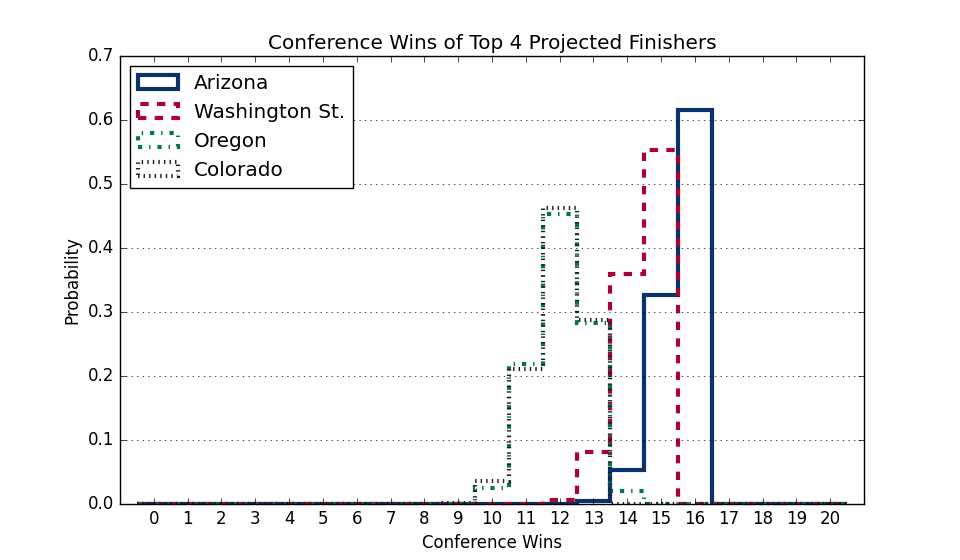 Conference Wins of Top 4 Projected Finishers
0.7
0.6
0.5
0.4
0.3
0.2
0.1
0.0
Probability
Arizona
Washington St.
Oregon
Colorado
0 1 2 3 4 5 6 7 8 9 10 11 12 13 14 15 16 17 18 19 20
Conference Wins